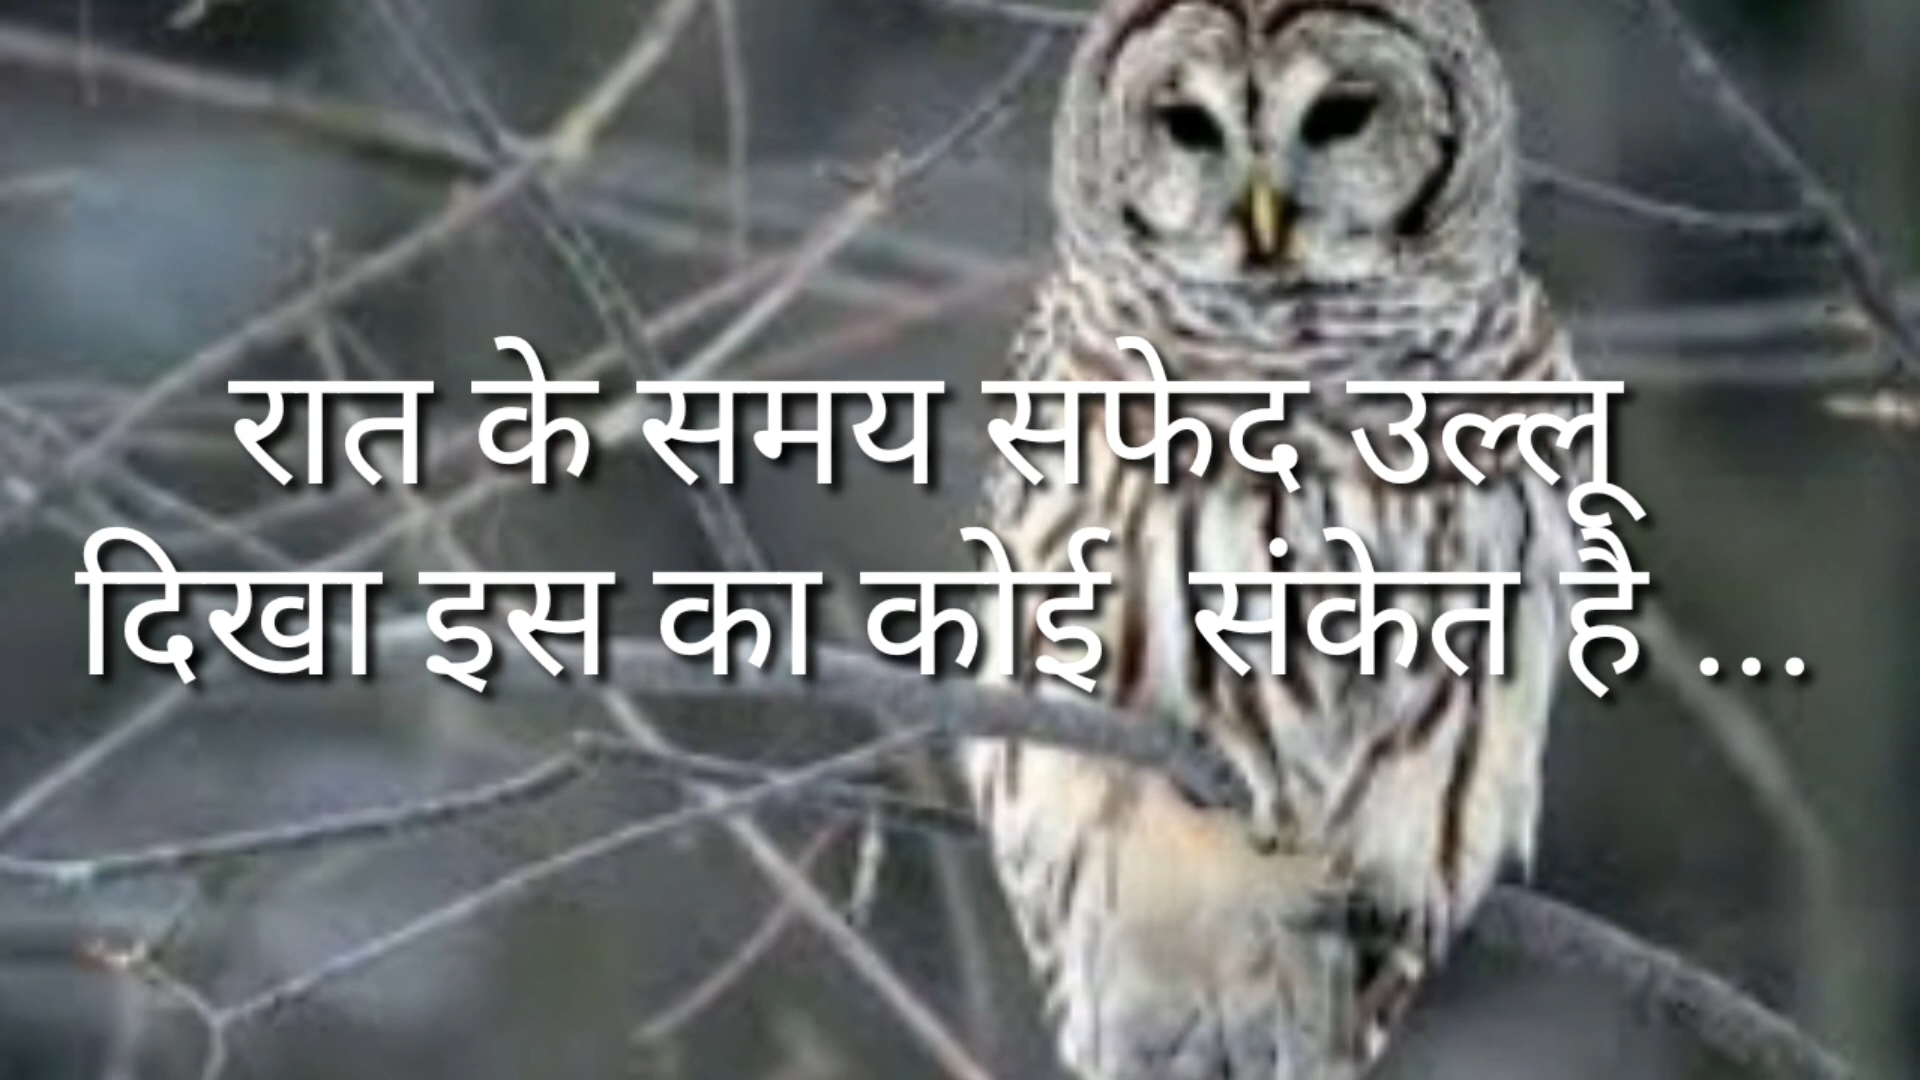 रात के समय सफेद उल्लू
दिखा इस का कोई  संकेत है ...